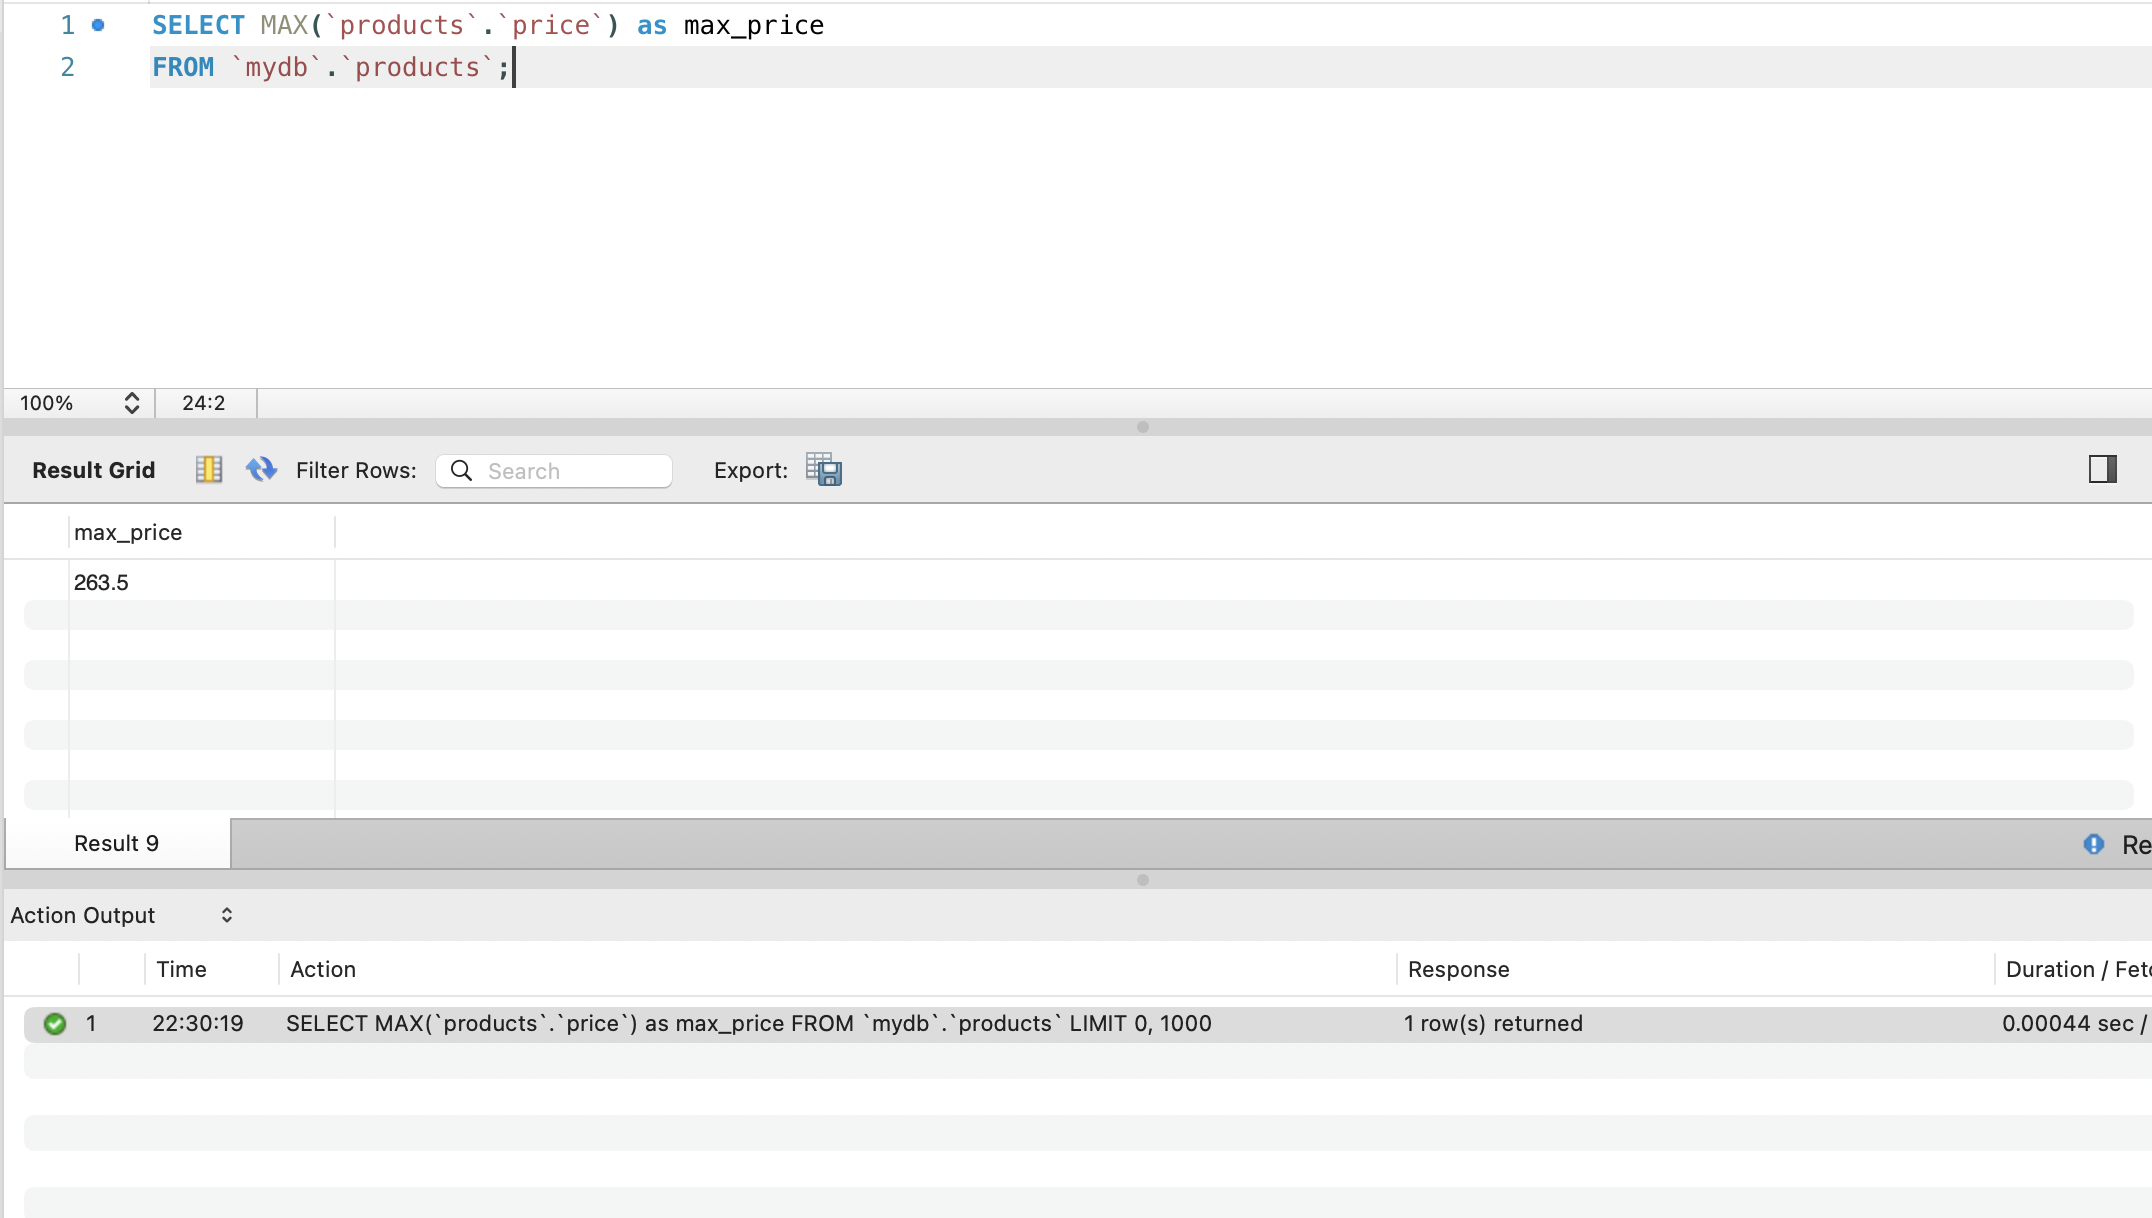 1 SELECT MAX(`products`.`price`) as max_price
2 FROM `mydb`.`products`;
100% 24:2
Result Grid Filter Rows: Search Export:
max_price
263.5
Result 9 Re
Action Output
Time Action Response Duration / Fetc
1 22:30:19 SELECT MAX(`products`.`price`) as max_price FROM `mydb`.`products` LIMIT 0, 1000 1 row(s) returned 0.00044 sec /